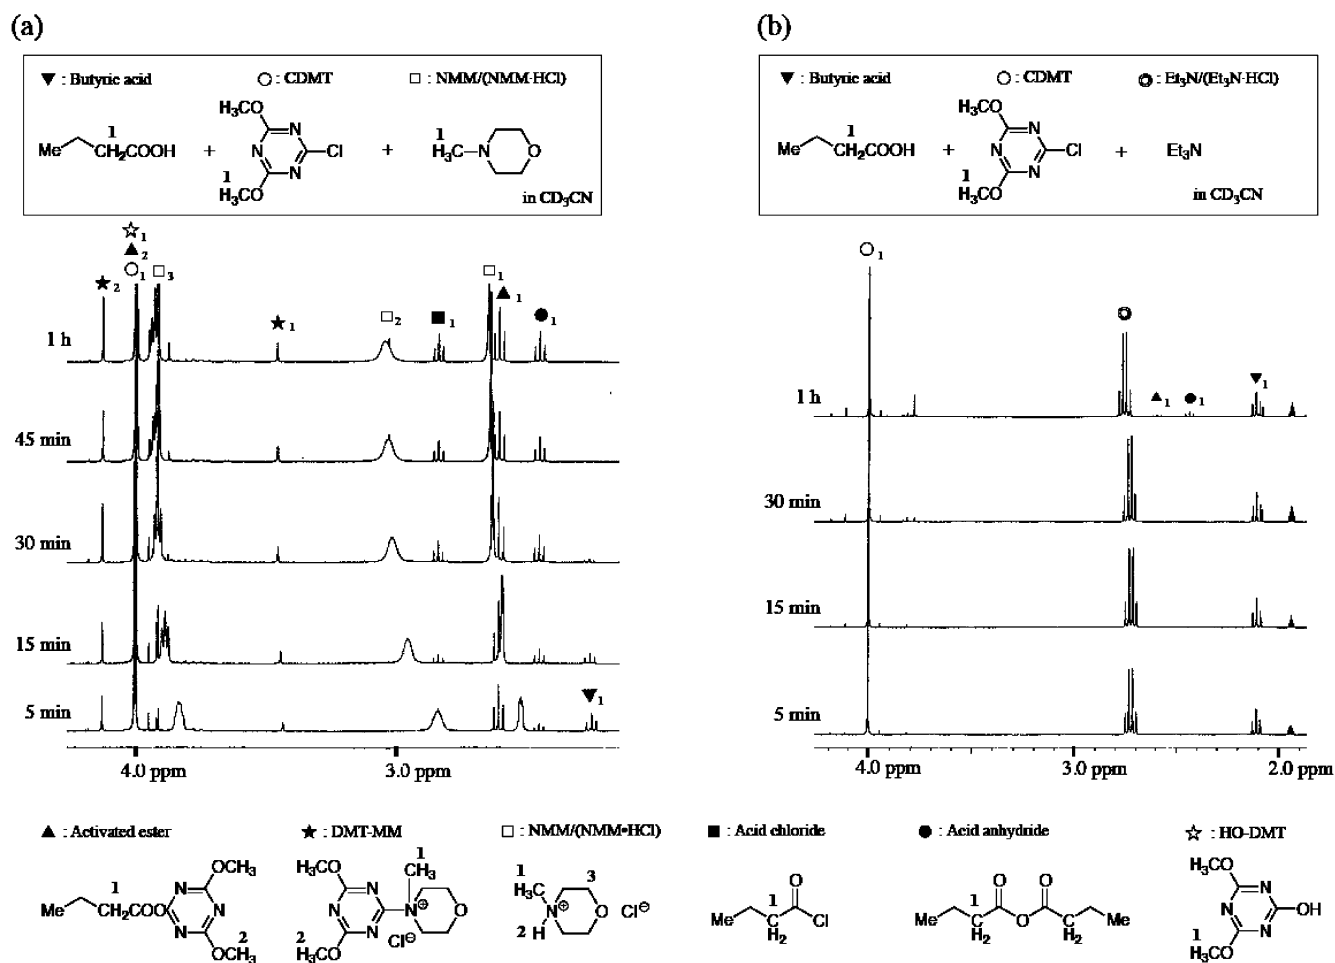 (a)
▼ : Butyric acid ○ : CDMT □ : NMM/(NMM·HCl)
H₃CO
1
Me CH₂COOH + N N N Cl + 1 H₃C N O
1
H₃CO
in CD₃CN
☆ 1
▲ 2
★ 2 ○ 1 □ 3 ★ 1 □ 2 ■ 1 □ 1 ▲ 1 ● 1
1 h
45 min
30 min
15 min
5 min
▼ 1
4.0 ppm 3.0 ppm
(b)
▼ : Butyric acid ○ : CDMT ◎ : Et₃N/(Et₃N·HCl)
H₃CO
1
Me CH₂COOH + N N N Cl + Et₃N
1
H₃CO
in CD₃CN
○ 1
◎
▲ 1 ● 1 ▼ 1
1 h
30 min
15 min
5 min
4.0 ppm 3.0 ppm 2.0 ppm
▲ : Activated ester ★ : DMT-MM □ : NMM/(NMM•HCl) ■ : Acid chloride ● : Acid anhydride ☆ : HO-DMT
OCH₃
1
Me CH₂COO N N N
2
OCH₃
H₃CO
1
CH₃
N N N N⊕ O
2
H₃CO
Cl⊖
1
H₃C
3
N⊕ O Cl⊖
2 H
O
1
Me C H₂ Cl
O O
1
Me C H₂ O C H₂ Me
H₃CO
N N N OH
1
H₃CO